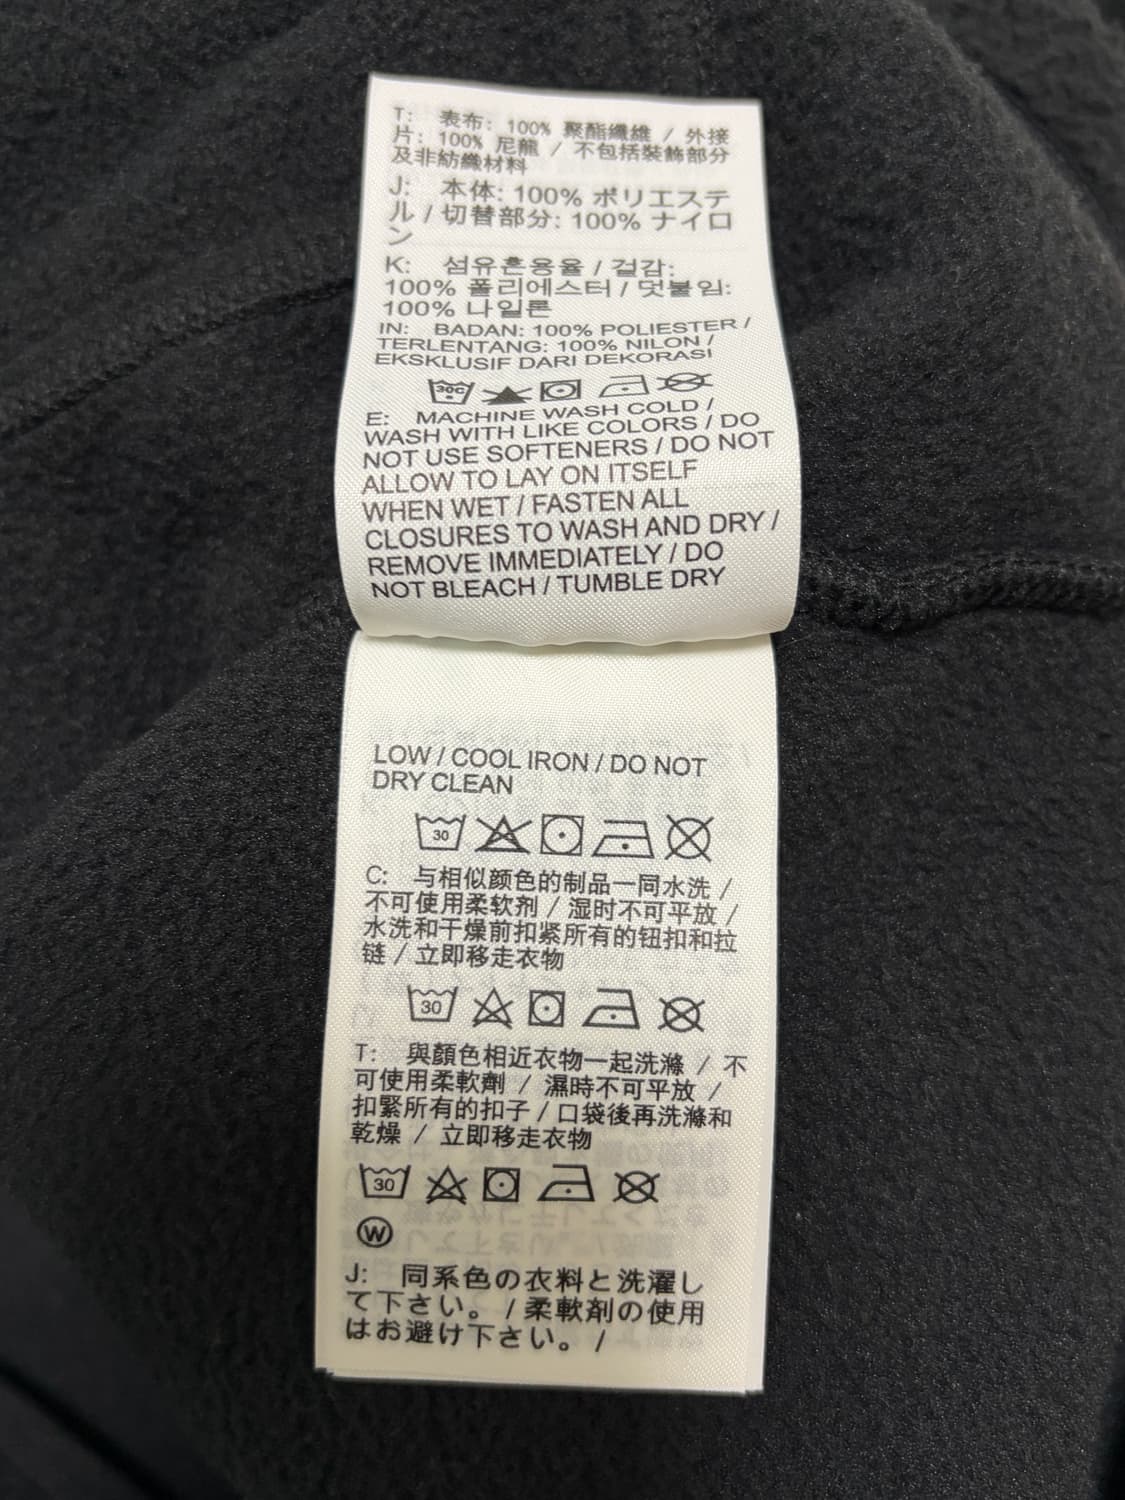 T: 表布: 100% 聚酯纖維 / 外接
片: 100% 尼龍 / 不包括裝飾部分
及非紡織材料
J: 本体: 100% ポリエステ
ル / 切替部分: 100% ナイロ
ン
K: 섬유혼용율 / 겉감:
100% 폴리에스터 / 덧붙임:
100% 나일론
IN: BADAN: 100% POLIESTER /
TERLENTANG: 100% NILON /
EKSKLUSIF DARI DEKORASI
30C
E: MACHINE WASH COLD /
WASH WITH LIKE COLORS / DO
NOT USE SOFTENERS / DO NOT
ALLOW TO LAY ON ITSELF
WHEN WET / FASTEN ALL
CLOSURES TO WASH AND DRY /
REMOVE IMMEDIATELY / DO
NOT BLEACH / TUMBLE DRY
LOW / COOL IRON / DO NOT
DRY CLEAN
30
C: 与相似颜色的制品一同水洗 /
不可使用柔软剂 / 湿时不可平放 /
水洗和干燥前扣紧所有的钮扣和拉
链 / 立即移走衣物
30
T: 與顏色相近衣物一起洗滌 / 不
可使用柔軟劑 / 濕時不可平放 /
扣緊所有的扣子 / 口袋後再洗滌和
乾燥 / 立即移走衣物
30
W
J: 同系色の衣料と洗濯し
て下さい。 / 柔軟剤の使用
はお避け下さい。 /